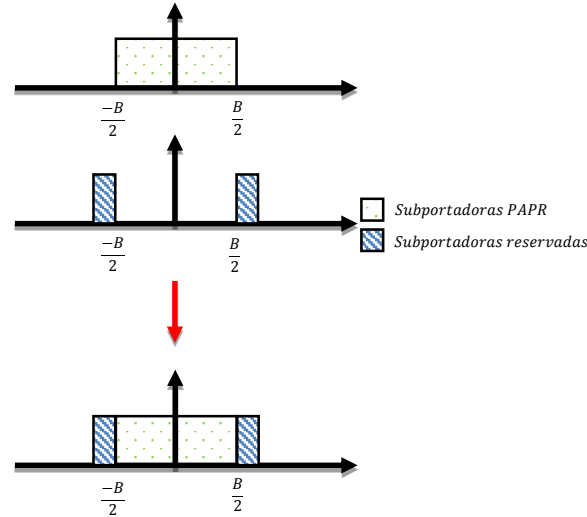 -B/2 B/2
-B/2 B/2
Subportadoras PAPR
Subportadoras reservadas
-B/2 B/2